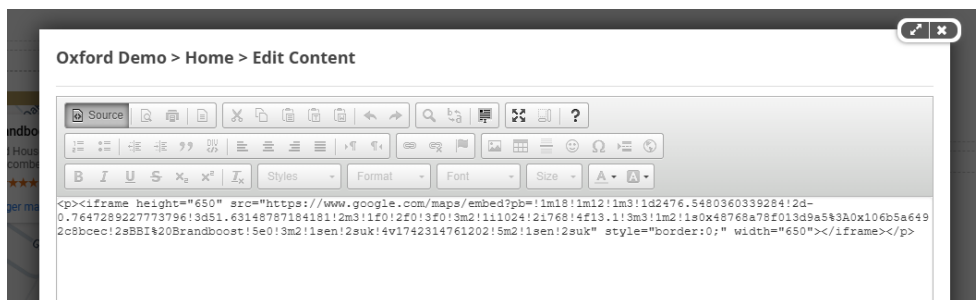 Oxford Demo > Home > Edit Content
Source
Styles Format Font Size
<p><iframe height="650" src="https://www.google.com/maps/embed?pb=!1m18!1m12!1m3!1d2476.5480360339284!2d-
0.7647289227773796!3d51.63148787184181!2m3!1f0!2f0!3f0!3m2!1i1024!2i768!4f13.1!3m3!1m2!1s0x48768a78f013d9a5%3A0x106b5a649
2c8bcec!2sBBI%20Brandboost!5e0!3m2!1sen!2suk!4v1742314761202!5m2!1sen!2suk" style="border:0;" width="650"></iframe></p>